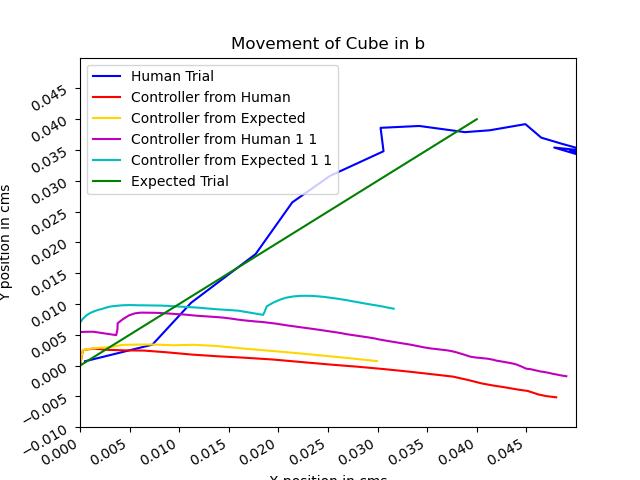 Movement of Cube in b
Human Trial
Controller from Human
Controller from Expected
Controller from Human 1 1
Controller from Expected 1 1
Expected Trial
Y position in cms
0.045
0.040
0.035
0.030
0.025
0.020
0.015
0.010
0.005
0.000
−0.005
−0.010
0.000
0.005
0.010
0.015
0.020
0.025
0.030
0.035
0.040
0.045
position in cms